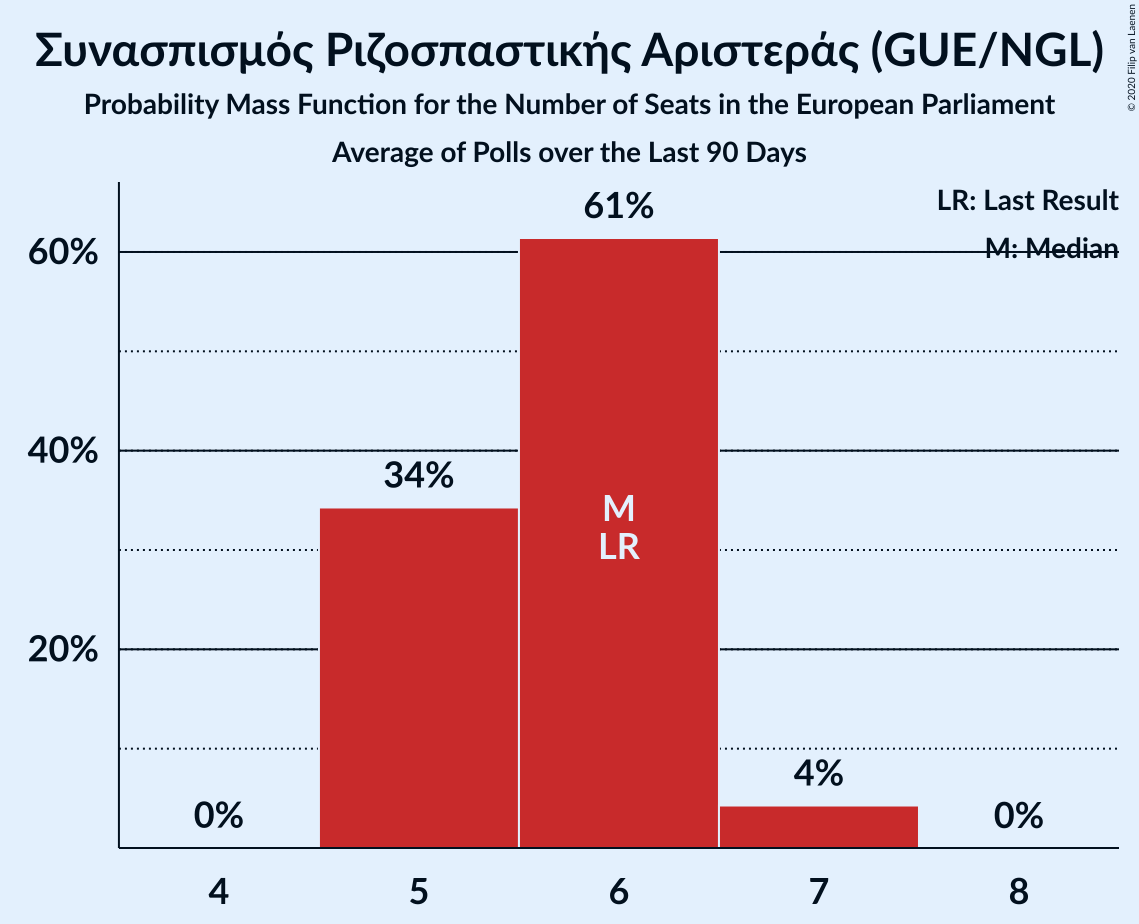 Συνασπισμός Ριζοσπαστικής Αριστεράς (GUE/NGL)
Probability Mass Function for the Number of Seats in the European Parliament
Average of Polls over the Last 90 Days
© 2020 Filip van Laenen
LR: Last Result
M: Median
61%
60%
40%
34%
M
LR
20%
4%
0%
0%
4
5
6
7
8